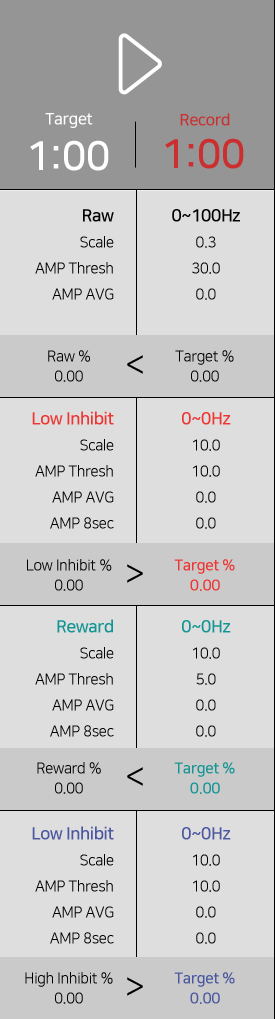 Target Record
1:00 1:00
Raw 0~100Hz
Scale 0.3
AMP Thresh 30.0
AMP AVG 0.0
Raw % < Target %
0.00 0.00
Low Inhibit 0~0Hz
Scale 10.0
AMP Thresh 10.0
AMP AVG 0.0
AMP 8sec 0.0
Low Inhibit % > Target %
0.00 0.00
Reward 0~0Hz
Scale 10.0
AMP Thresh 5.0
AMP AVG 0.0
AMP 8sec 0.0
Reward % < Target %
0.00 0.00
Low Inhibit 0~0Hz
Scale 10.0
AMP Thresh 10.0
AMP AVG 0.0
AMP 8sec 0.0
High Inhibit % > Target %
0.00 0.00